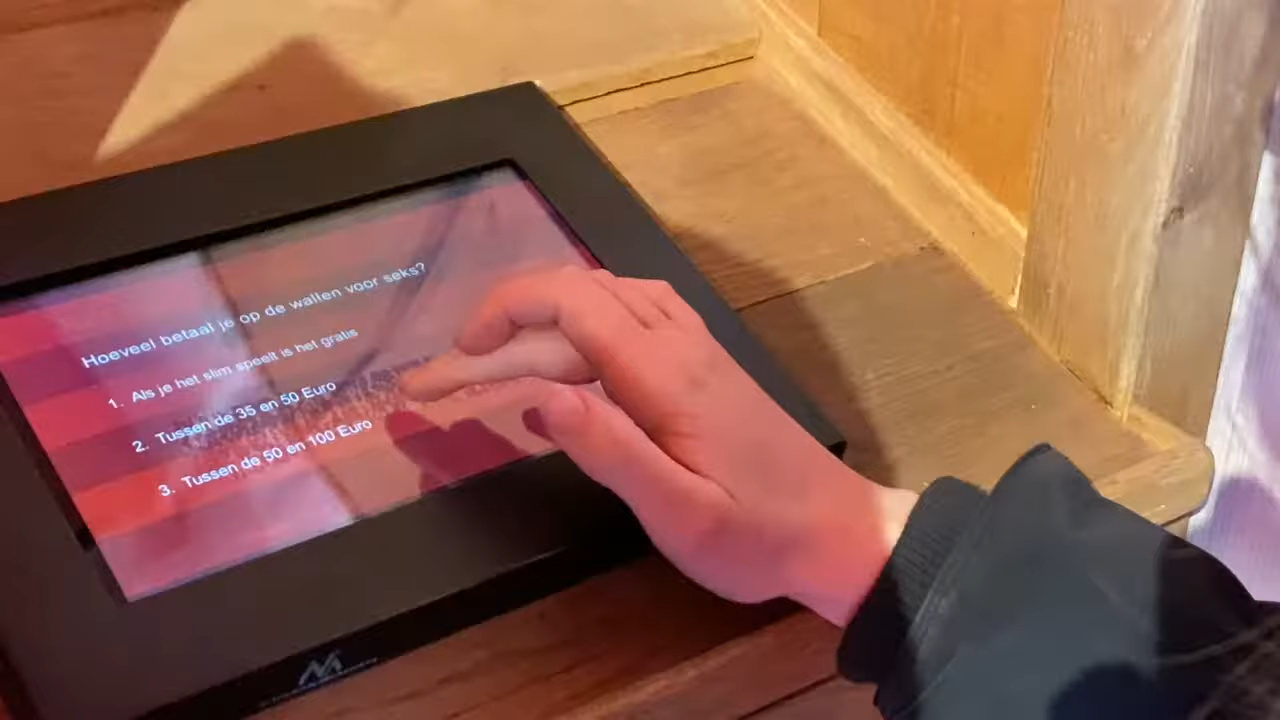 Hoeveel betaal je op de wallen voor seks?
1. Als je het slim speelt is het gratis
2. Tussen de 35 en 50 Euro
3. Tussen de 50 en 100 Euro